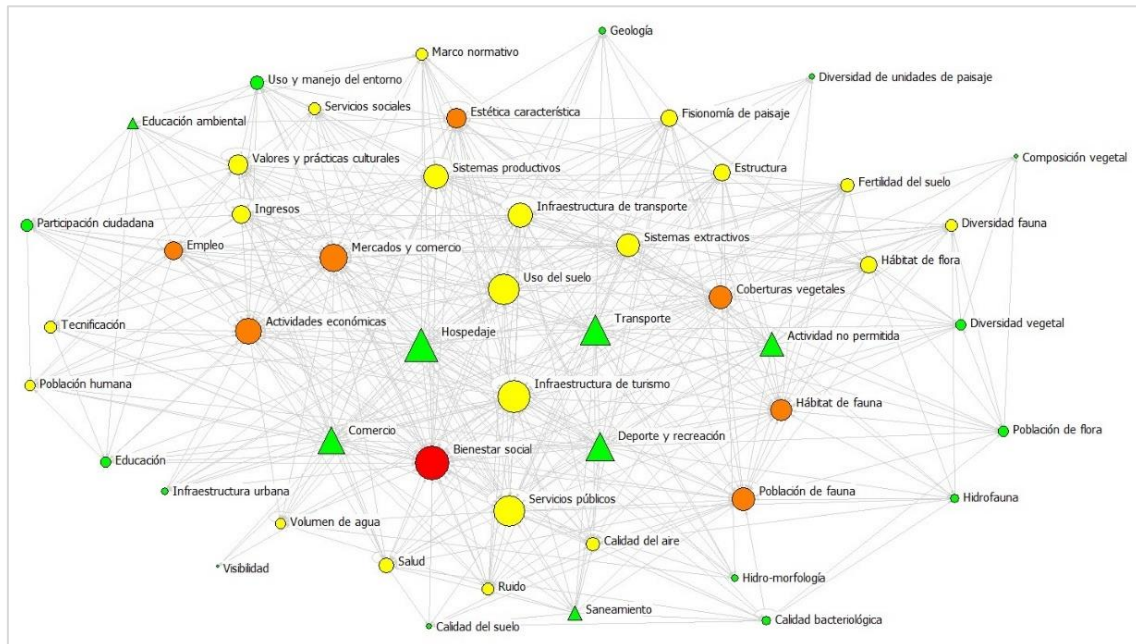 Geología
Marco normativo
Diversidad de unidades de paisaje
Uso y manejo del entorno
Servicios sociales
Estética característica
Fisionomía de paisaje
Educación ambiental
Composición vegetal
Valores y prácticas culturales
Sistemas productivos
Estructura
Fertilidad del suelo
Ingresos
Infraestructura de transporte
Participación ciudadana
Diversidad fauna
Empleo
Mercados y comercio
Sistemas extractivos
Hábitat de flora
Uso del suelo
Coberturas vegetales
Tecnificación
Actividades económicas
Hospedaje
Transporte
Actividad no permitida
Diversidad vegetal
Población humana
Infraestructura de turismo
Hábitat de fauna
Comercio
Bienestar social
Deporte y recreación
Población de flora
Educación
Infraestructura urbana
Servicios públicos
Población de fauna
Hidrofauna
Volumen de agua
Calidad del aire
Visibilidad
Salud
Ruido
Hidro-morfología
Calidad del suelo
Saneamiento
Calidad bacteriológica